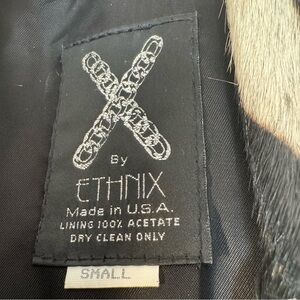 X
By
ETHNIX
Made in U.S.A.
LINING 100% ACETATE
DRY CLEAN ONLY
SMALL